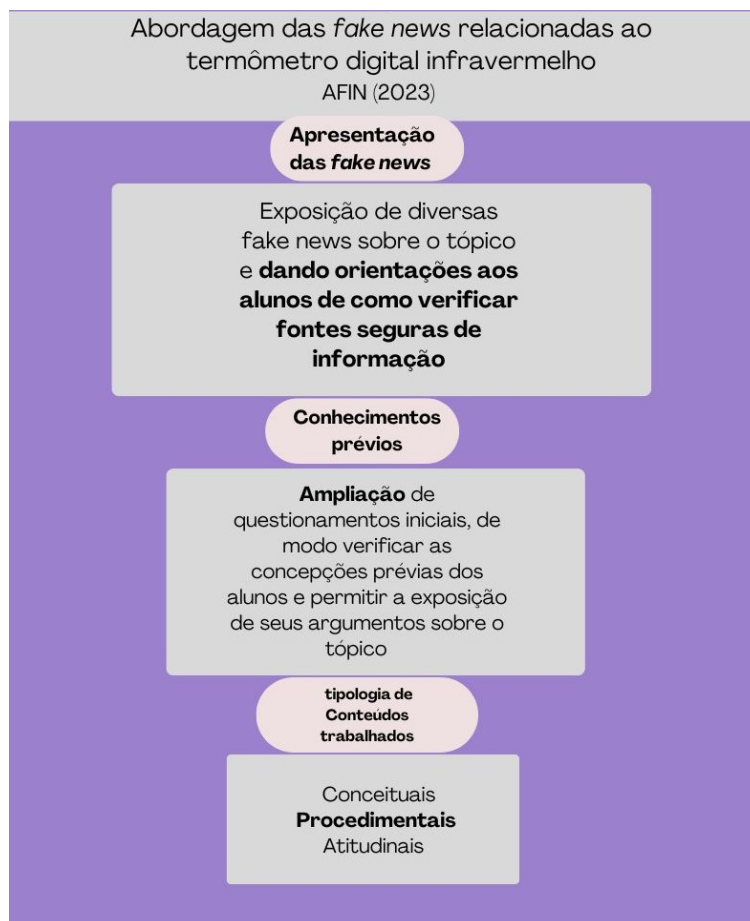 Abordagem das fake news relacionadas ao
termômetro digital infravermelho
AFIN (2023)
Apresentação
das fake news
Exposição de diversas
fake news sobre o tópico
e dando orientações aos
alunos de como verificar
fontes seguras de
informação
Conhecimentos
prévios
Ampliação de
questionamentos iniciais, de
modo verificar as
concepções prévias dos
alunos e permitir a exposição
de seus argumentos sobre o
tópico
tipologia de
Conteúdos
trabalhados
Conceituais
Procedimentais
Atitudinais